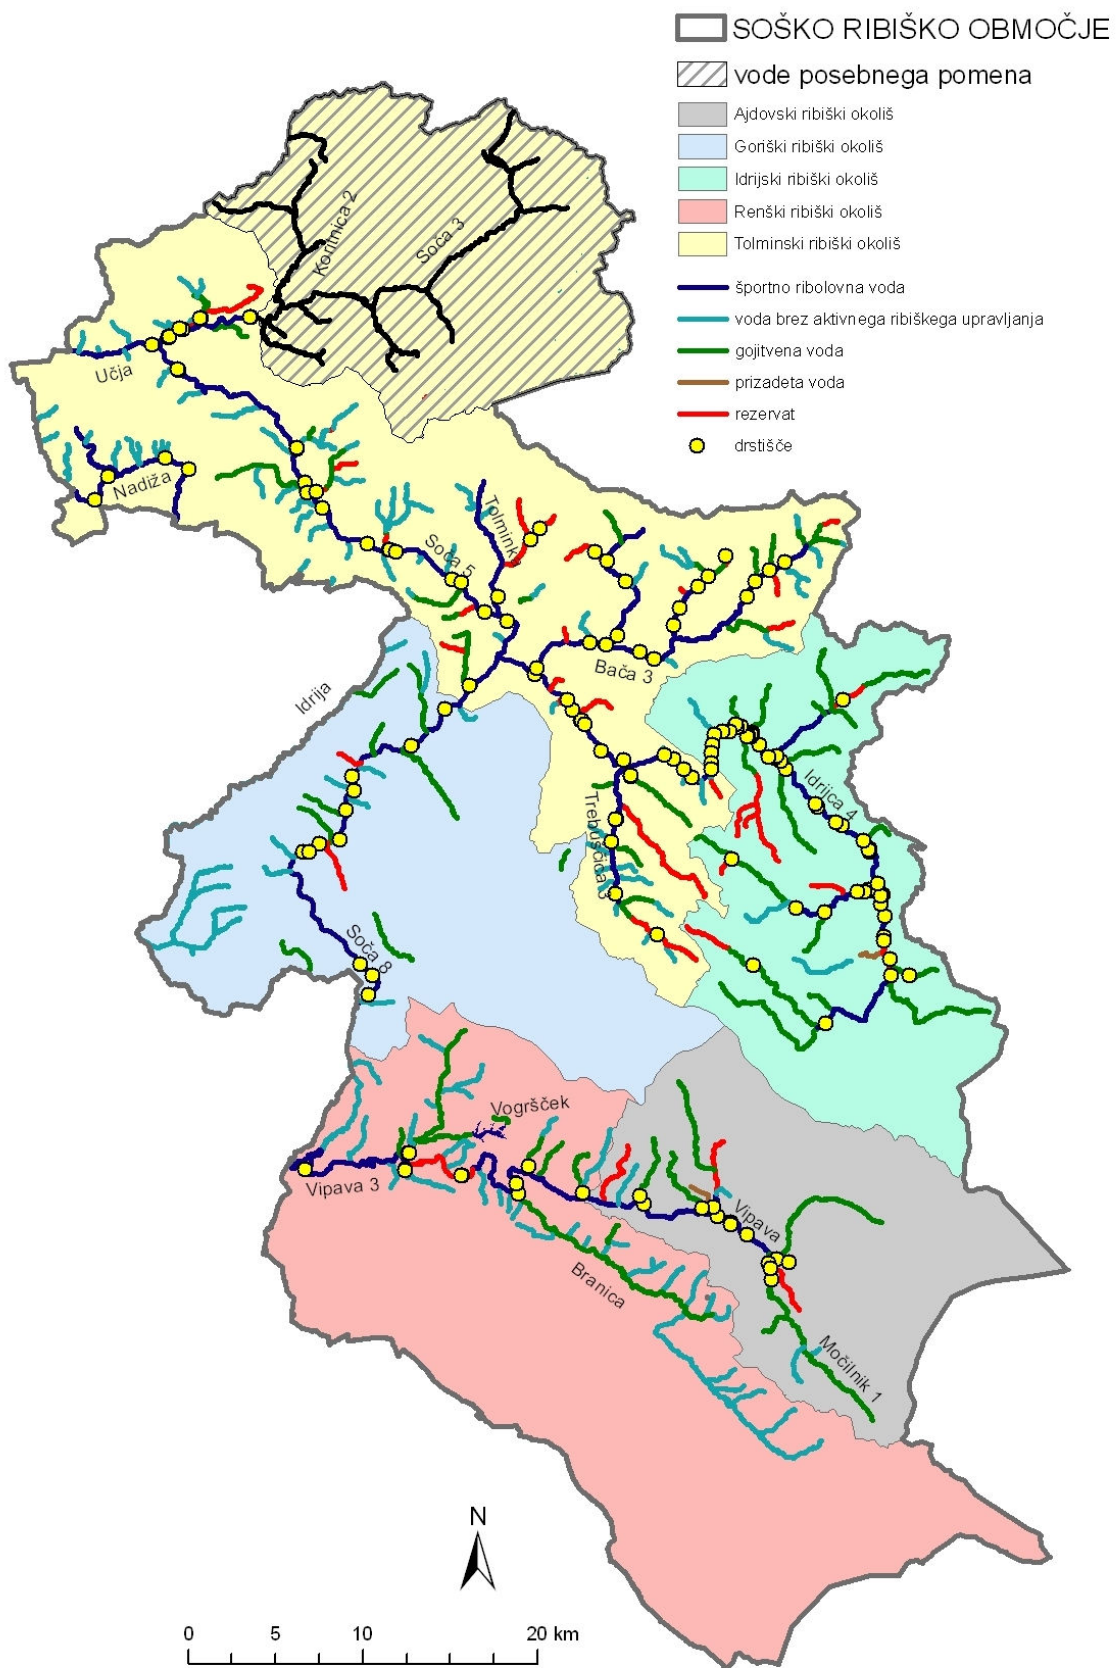 SOŠKO RIBIŠKO OBMOČJE
vode posebnega pomena
Ajdovski ribiški okoliš
Goriški ribiški okoliš
Idrijski ribiški okoliš
Renški ribiški okoliš
Tolminski ribiški okoliš
športno ribolovna voda
voda brez aktivnega ribiškega upravljanja
gojitvena voda
prizadeta voda
rezervat
drstišče
Koritnica 2
Soča 3
Učja
Nadiža
Soča 5
Bača 3
Idrija
Idrijca 4
Soča 8
Vogršček
Vipava 3
Vipava
Branica
Močilnik 1
N
0 5 10 20 km